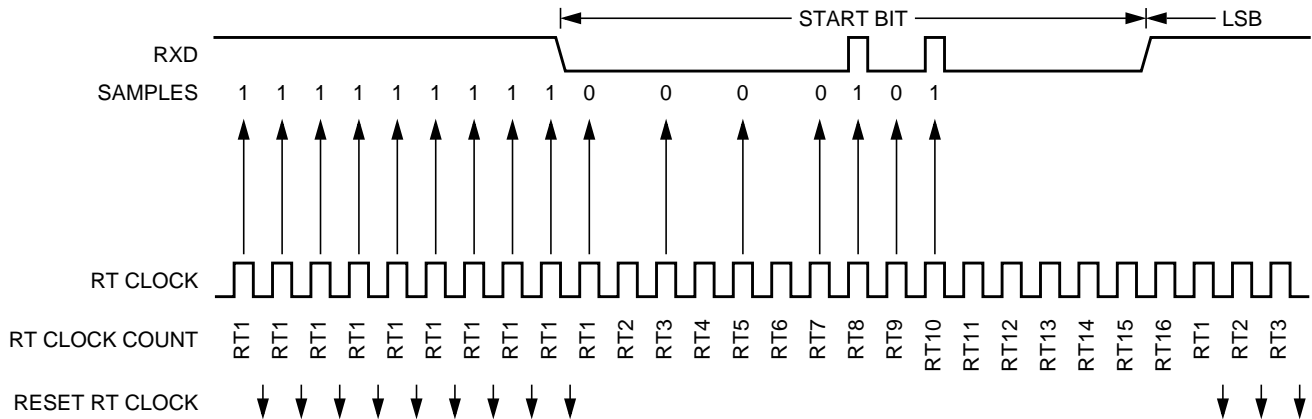 START BIT
LSB
RXD
SAMPLES 1 1 1 1 1 1 1 1 1 0 0 0 0 1 0 1
RT CLOCK
RT CLOCK COUNT RT1 RT1 RT1 RT1 RT1 RT1 RT1 RT1 RT1 RT1 RT2 RT3 RT4 RT5 RT6 RT7 RT8 RT9 RT10 RT11 RT12 RT13 RT14 RT15 RT16 RT1 RT2 RT3
RESET RT CLOCK